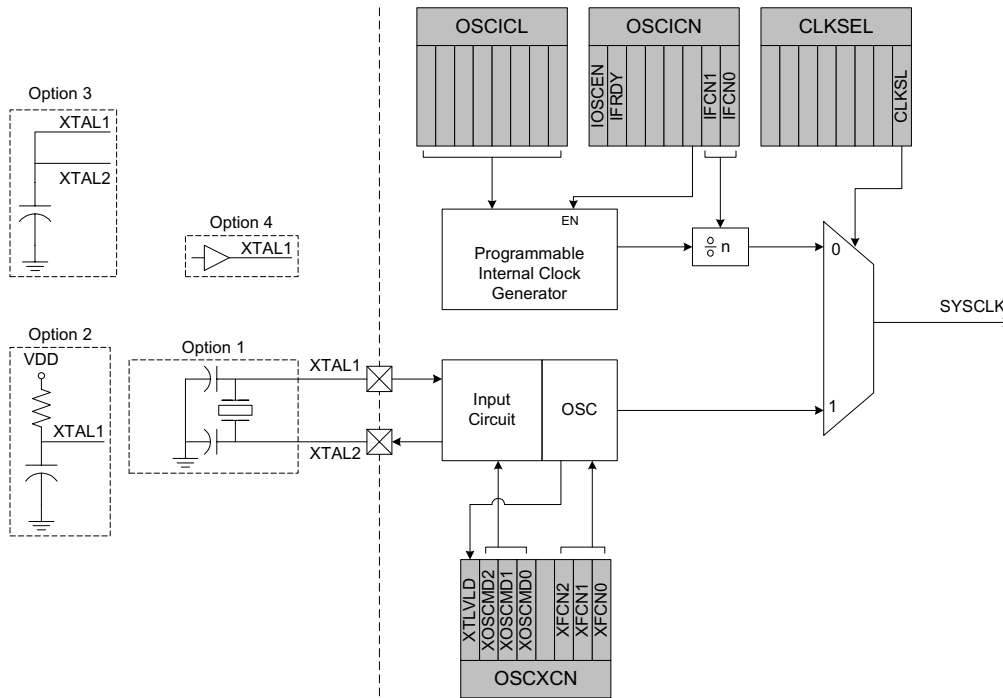 OSCICL
OSCICN
CLKSEL
IOSCEN
IFRDY
IFCN1
IFCN0
CLKSL
Option 3
XTAL1
XTAL2
Option 4
XTAL1
EN
Programmable
Internal Clock
Generator
n
0
SYSCLK
Option 2
VDD
XTAL1
Option 1
XTAL1
XTAL2
Input
Circuit
OSC
1
XTLVLD
XOSCMD2
XOSCMD1
XOSCMD0
XFCN2
XFCN1
XFCN0
OSCXCN